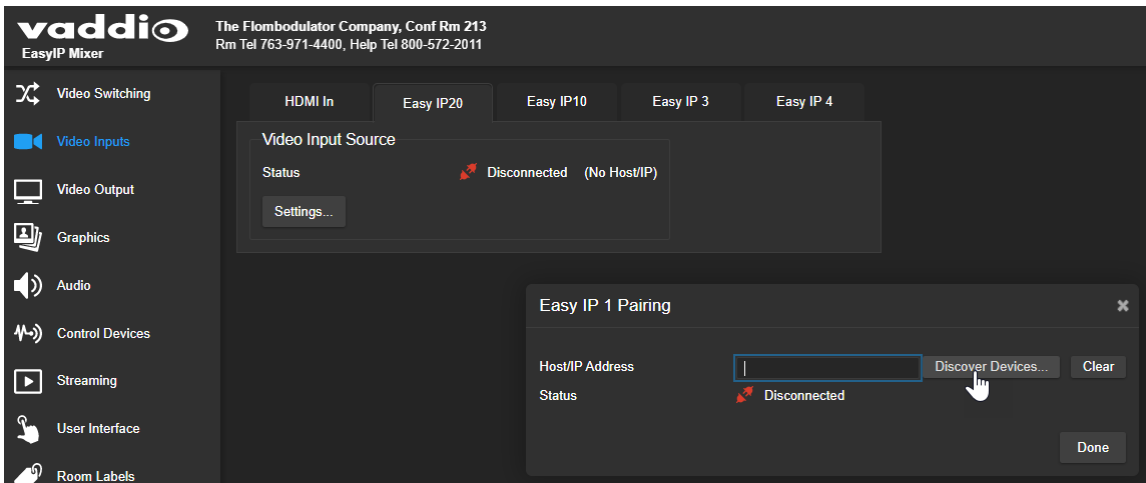 vaddio
EasyIP Mixer
The Flombodulator Company, Conf Rm 213
Rm Tel 763-971-4400, Help Tel 800-572-2011
Video Switching
Video Inputs
Video Output
Graphics
Audio
Control Devices
Streaming
User Interface
Room Labels
HDMI In
Easy IP20
Easy IP10
Easy IP 3
Easy IP 4
Video Input Source
Status Disconnected (No Host/IP)
Settings...
Easy IP 1 Pairing
Host/IP Address Discover Devices... Clear
Status Disconnected
Done